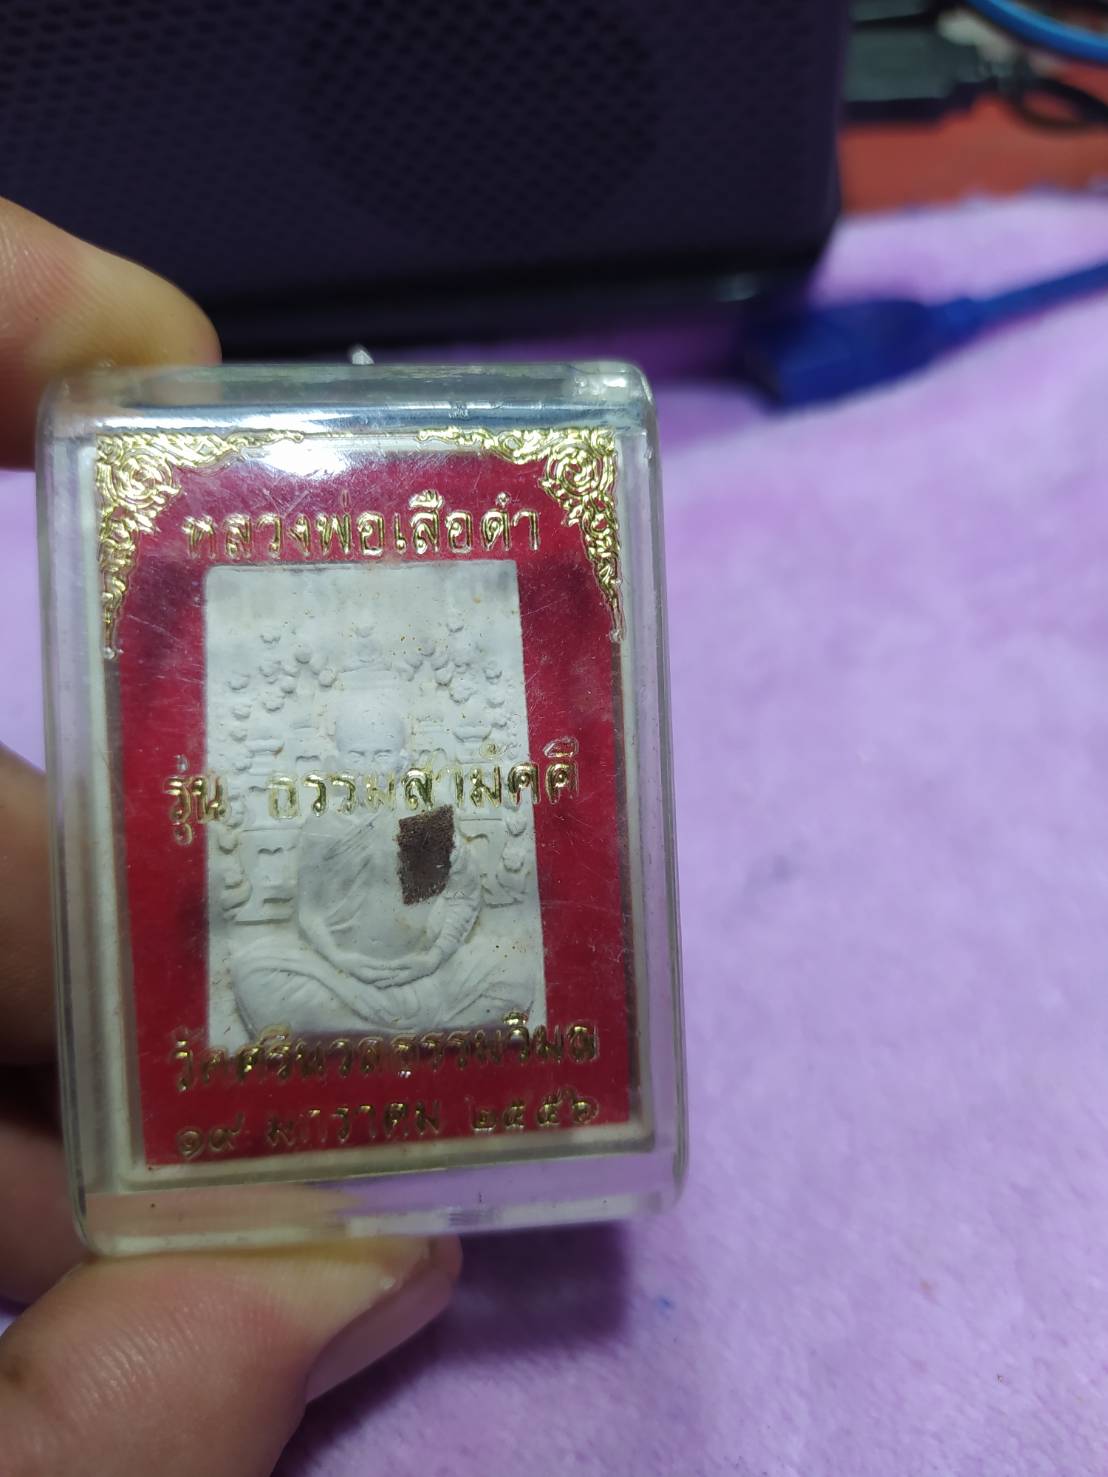 หลวงพ่อเสือดำ
รุ่น ธรรมสามัคคี
วัดศรีนวลธรรมวิมล
๑๙ มกราคม ๒๕๕๖